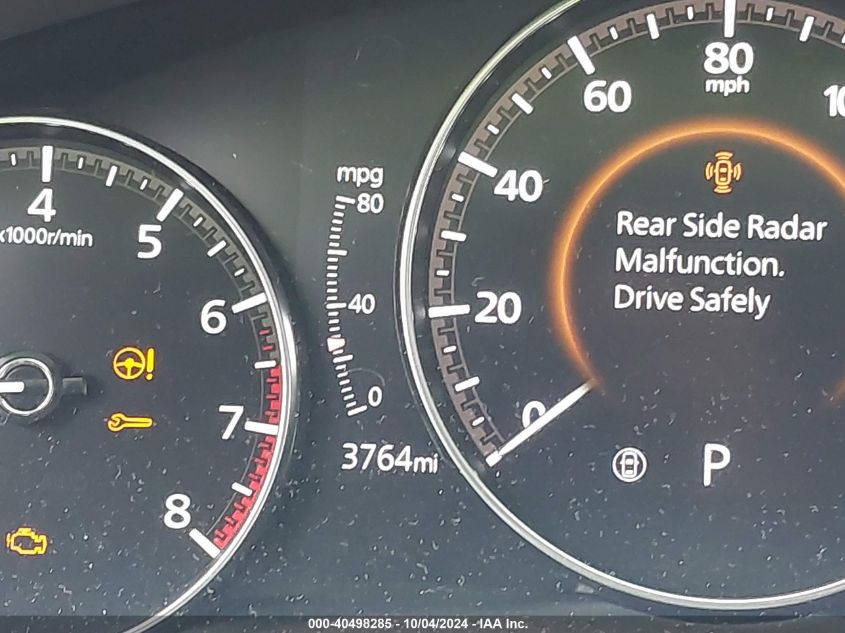 4
x1000r/min
5
6
7
8
mpg
80
40
0
3764mi
0
20
40
60
80
mph
Rear Side Radar
Malfunction.
Drive Safely
P
000-40498285 - 10/04/2024 - IAA Inc.